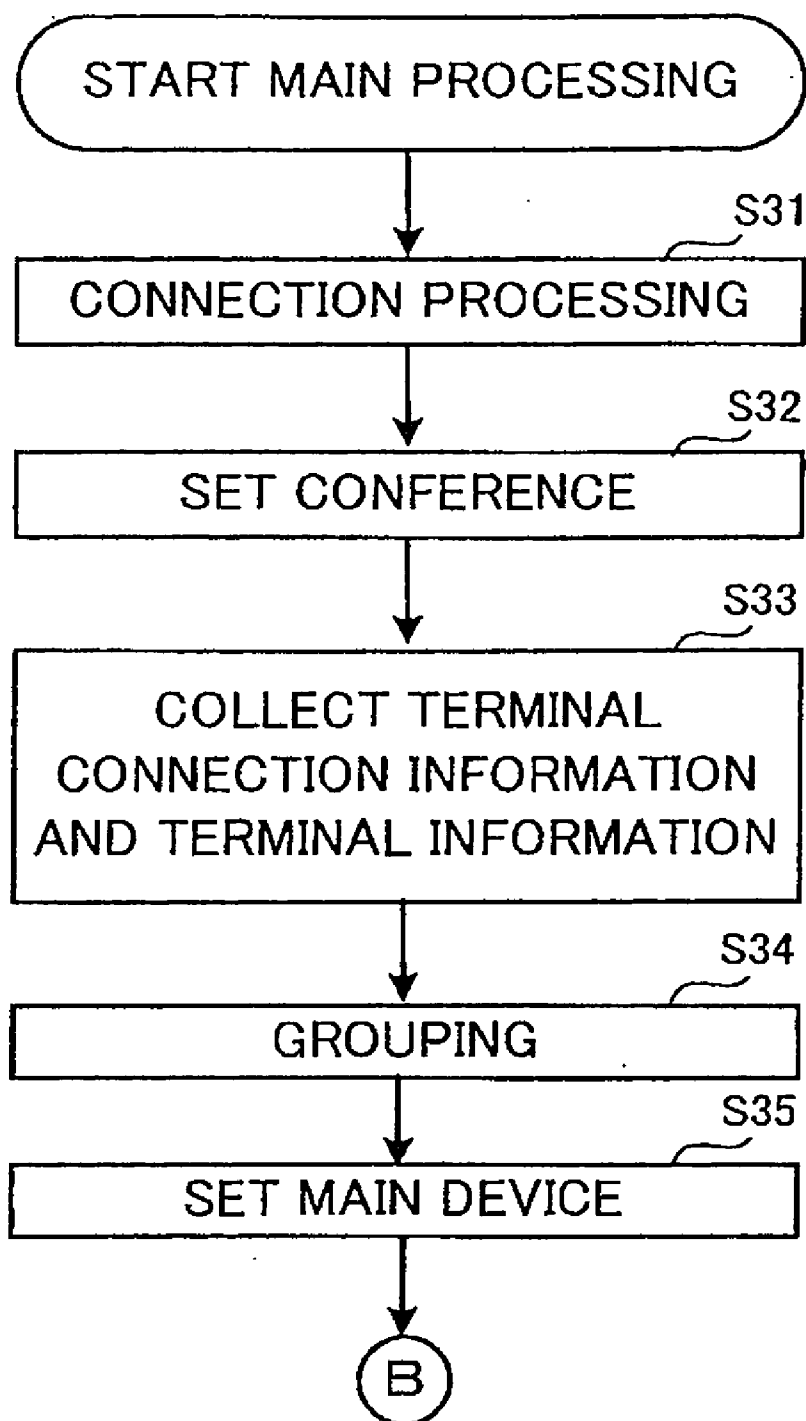 START MAIN PROCESSING
S31
CONNECTION PROCESSING
S32
SET CONFERENCE
S33
COLLECT TERMINAL
CONNECTION INFORMATION
AND TERMINAL INFORMATION
S34
GROUPING
S35
SET MAIN DEVICE
B